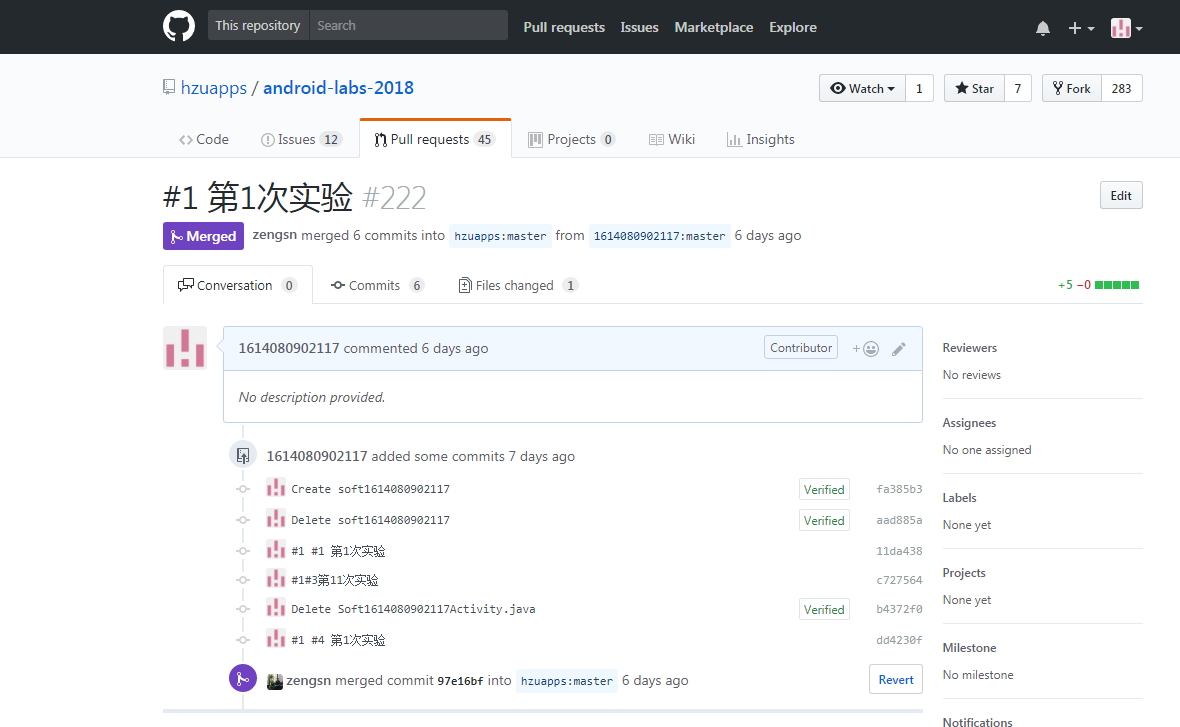 This repository Search Pull requests Issues Marketplace Explore
hzuapps / android-labs-2018 Watch 1 Star 7 Fork 283
Code Issues 12 Pull requests 45 Projects 0 Wiki Insights
#1 第1次实验 #222 Edit
Merged zengsn merged 6 commits into hzuapps:master from 1614080902117:master 6 days ago
Conversation 0 Commits 6 Files changed 1 +5 −0
1614080902117 commented 6 days ago Contributor +
No description provided.
1614080902117 added some commits 7 days ago
Create soft1614080902117 Verified fa385b3
Delete soft1614080902117 Verified aad885a
#1 #1 第1次实验 11da438
#1#3第11次实验 c727564
Delete Soft1614080902117Activity.java Verified b4372f0
#1 #4 第1次实验 dd4230f
zengsn merged commit 97e16bf into hzuapps:master 6 days ago Revert
Reviewers
No reviews
Assignees
No one assigned
Labels
None yet
Projects
None yet
Milestone
No milestone
Notifications